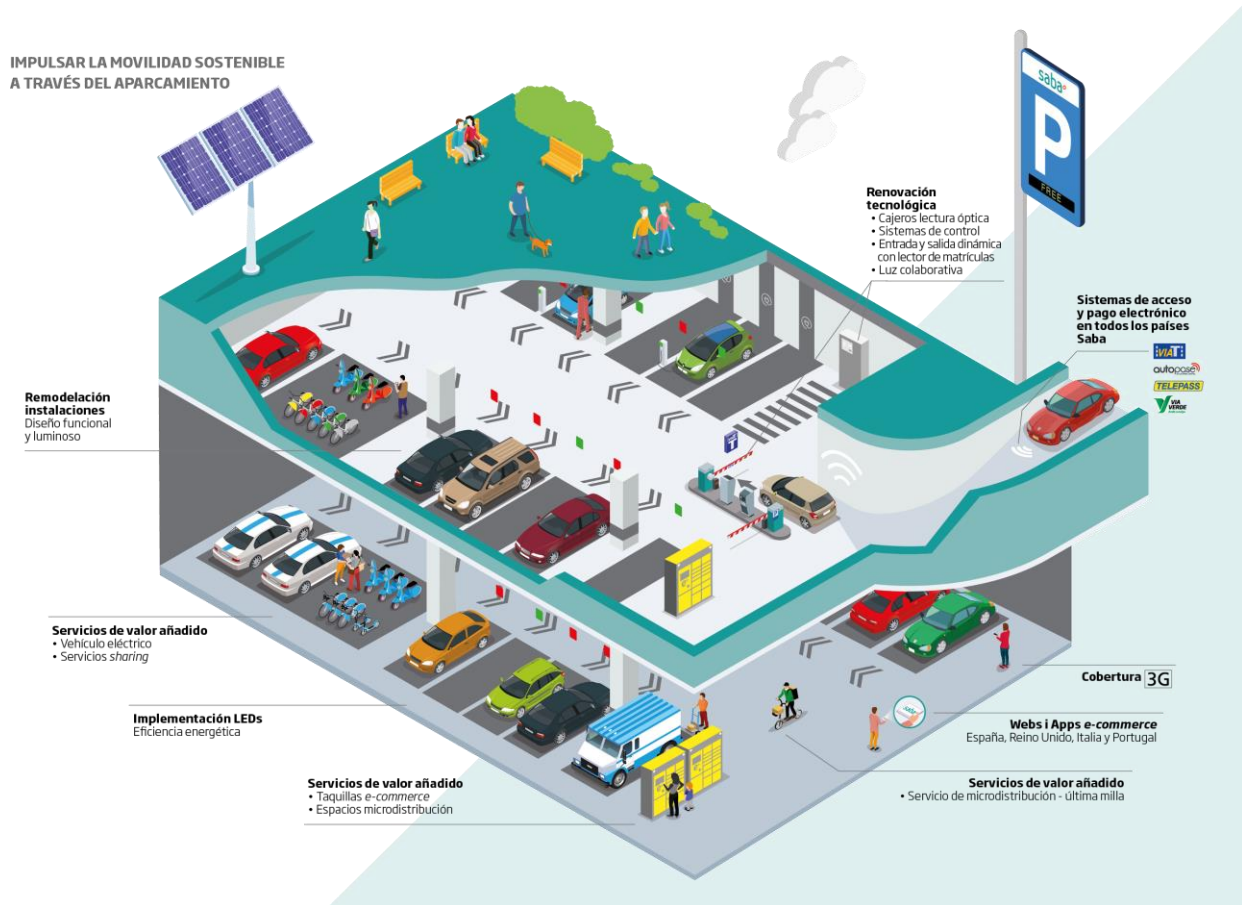 IMPULSAR LA MOVILIDAD SOSTENIBLE
A TRAVÉS DEL APARCAMIENTO
saba
P
FREE
Renovación
tecnológica
• Cajeros lectura óptica
• Sistemas de control
• Entrada y salida dinámica
con lector de matrículas
• Luz colaborativa
Sistemas de acceso
y pago electrónico
en todos los países
Saba
VIA T
autopase
TELEPASS
VIA
VERDE
Remodelación
instalaciones
Diseño funcional
y luminoso
T
Servicios de valor añadido
• Vehículo eléctrico
• Servicios sharing
Implementación LEDs
Eficiencia energética
Servicios de valor añadido
• Taquillas e-commerce
• Espacios microdistribución
Cobertura 3G
saba
Webs i Apps e-commerce
España, Reino Unido, Italia y Portugal
Servicios de valor añadido
• Servicio de microdistribución - última milla